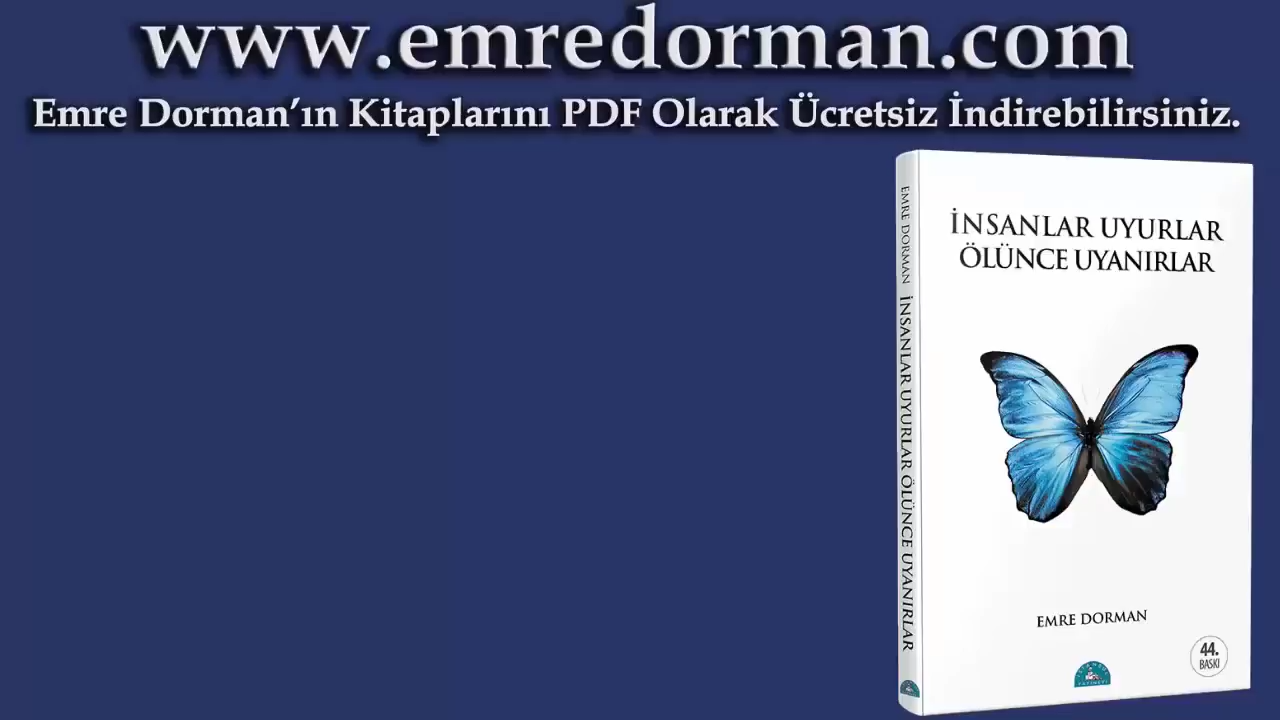 www.emredorman.com
Emre Dorman’ın Kitaplarını PDF Olarak Ücretsiz İndirebilirsiniz.
EMRE DORMAN İNSANLAR UYURLAR ÖLÜNCE UYANIRLAR
İNSANLAR UYURLAR
ÖLÜNCE UYANIRLAR
EMRE DORMAN
44.
BASKI